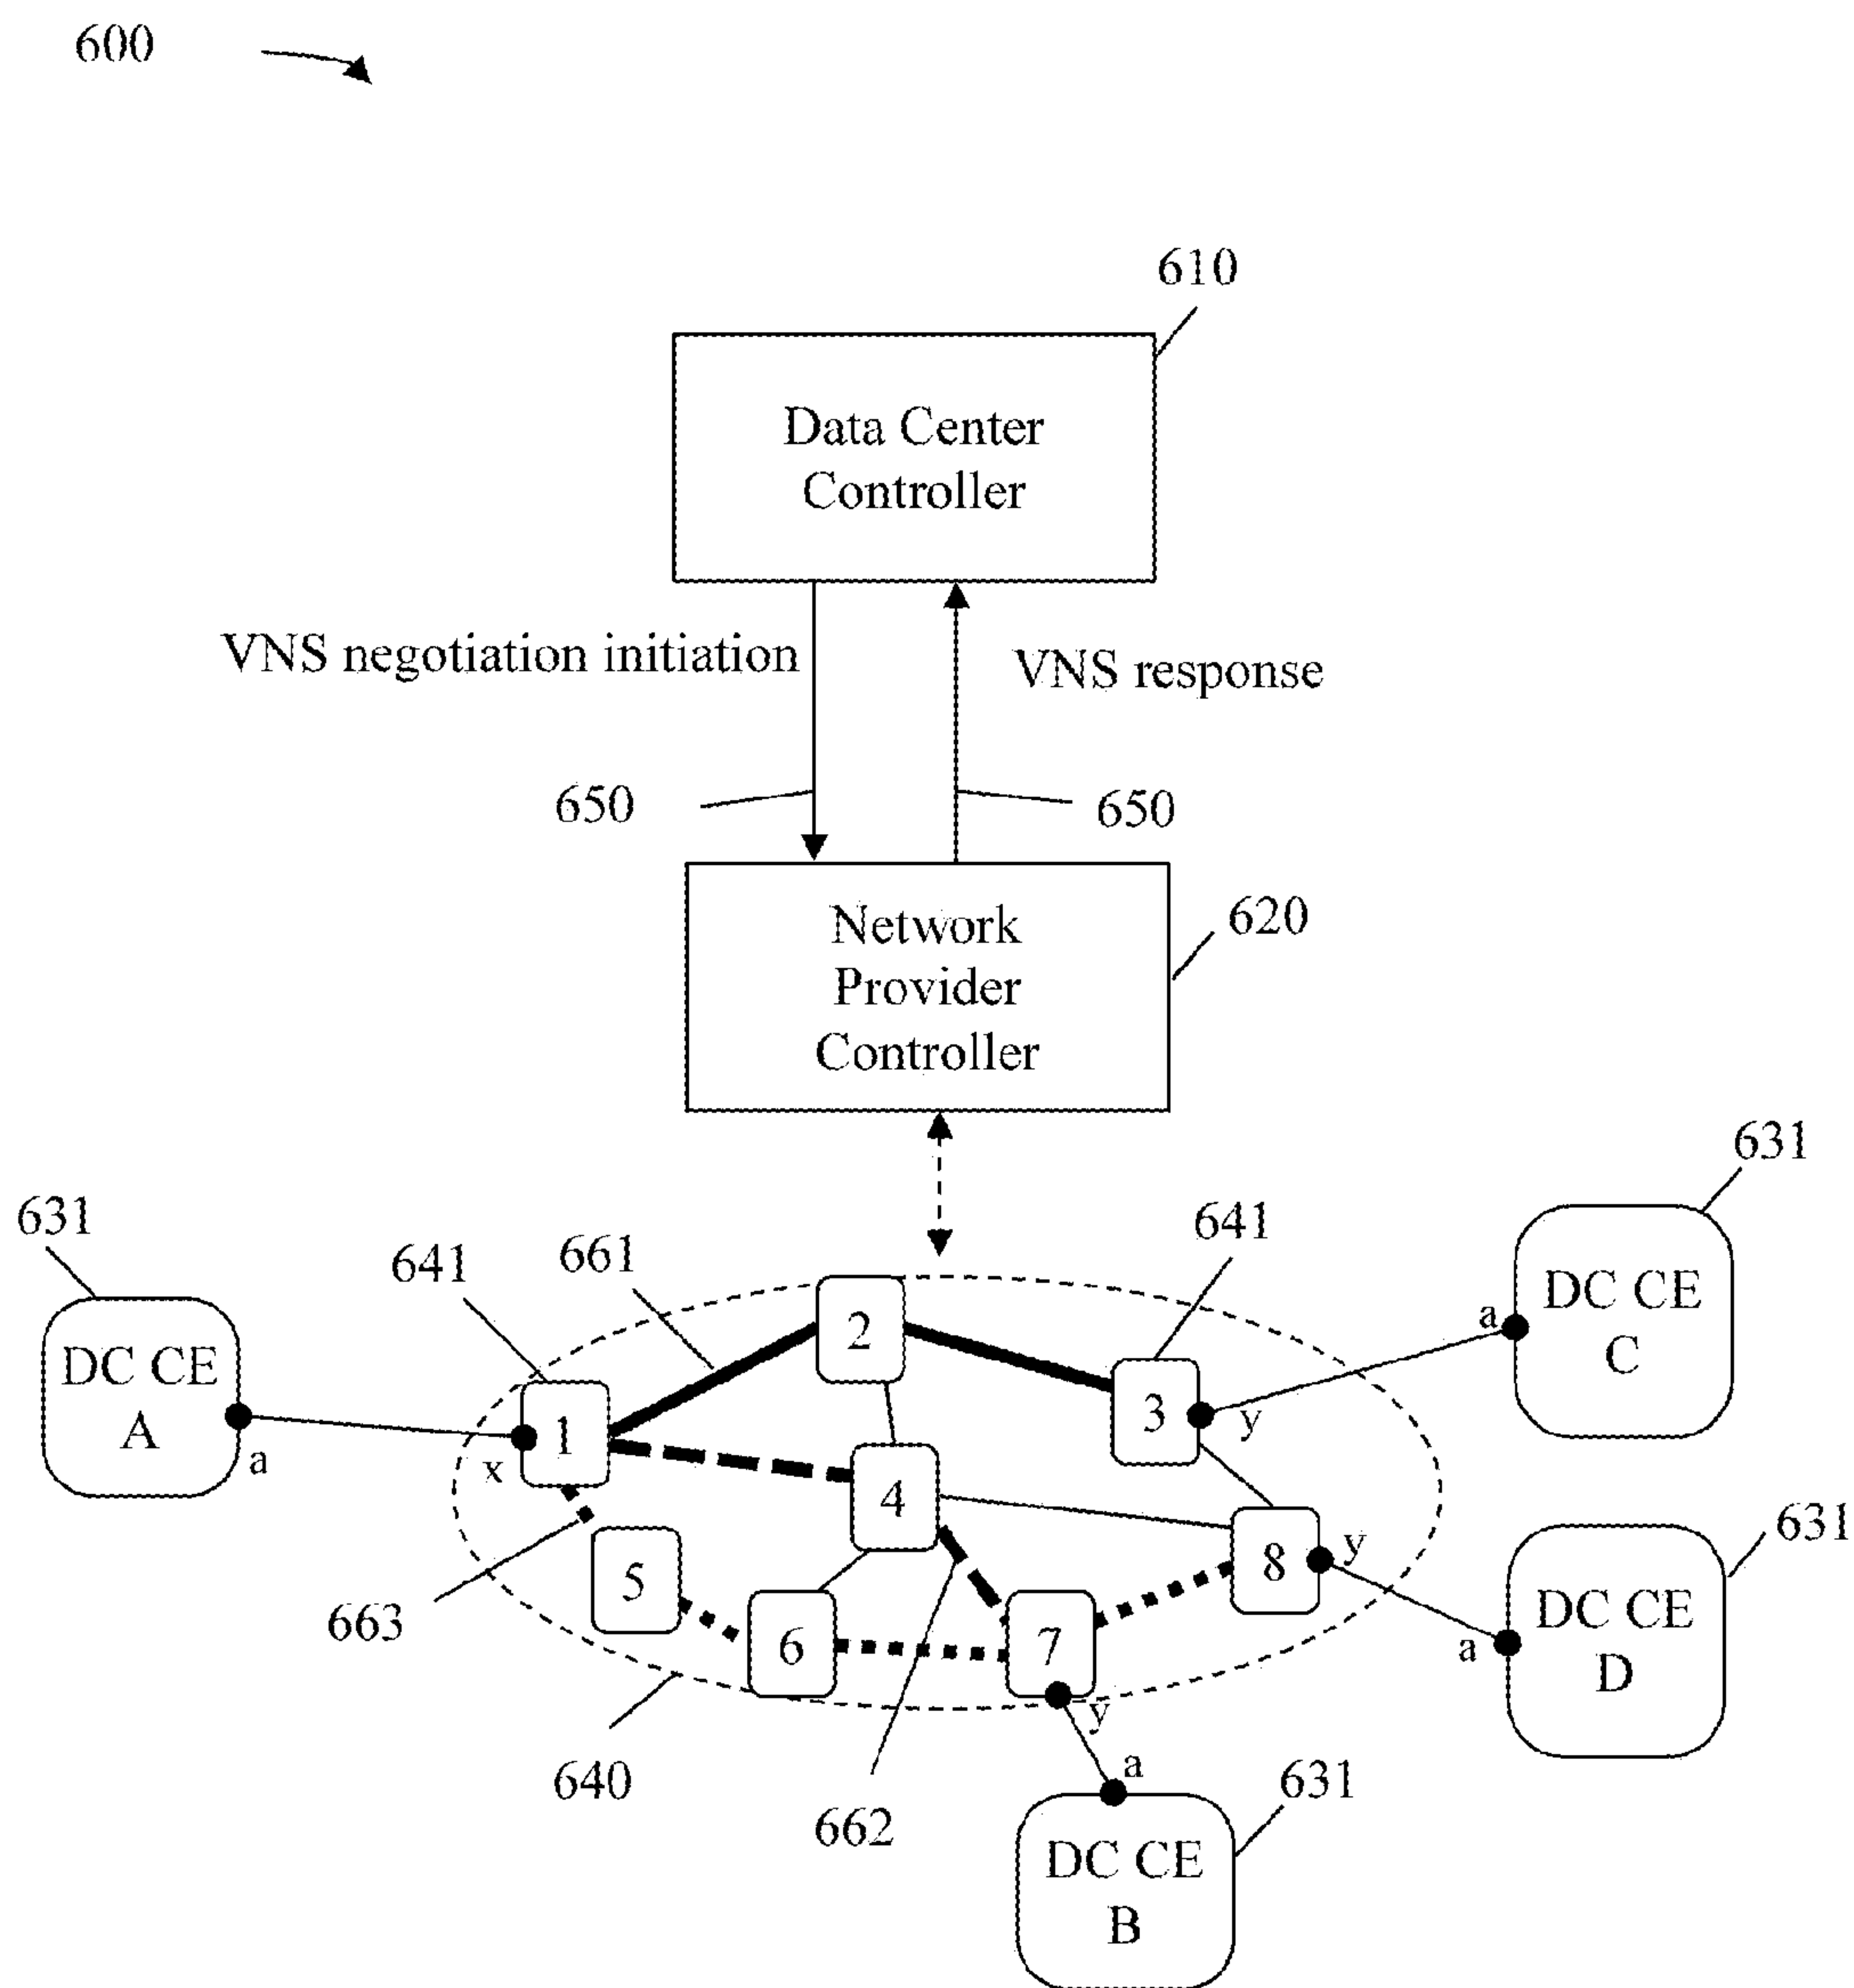 600
610
Data Center
Controller
VNS negotiation initiation
VNS response
650
650
Network
Provider
Controller
620
631
631
641
661
641
DC CE
A
a
x
1
2
3
y
a
DC CE
C
4
5
6
7
8
y
y
631
a
DC CE
D
663
640
662
a
631
DC CE
B